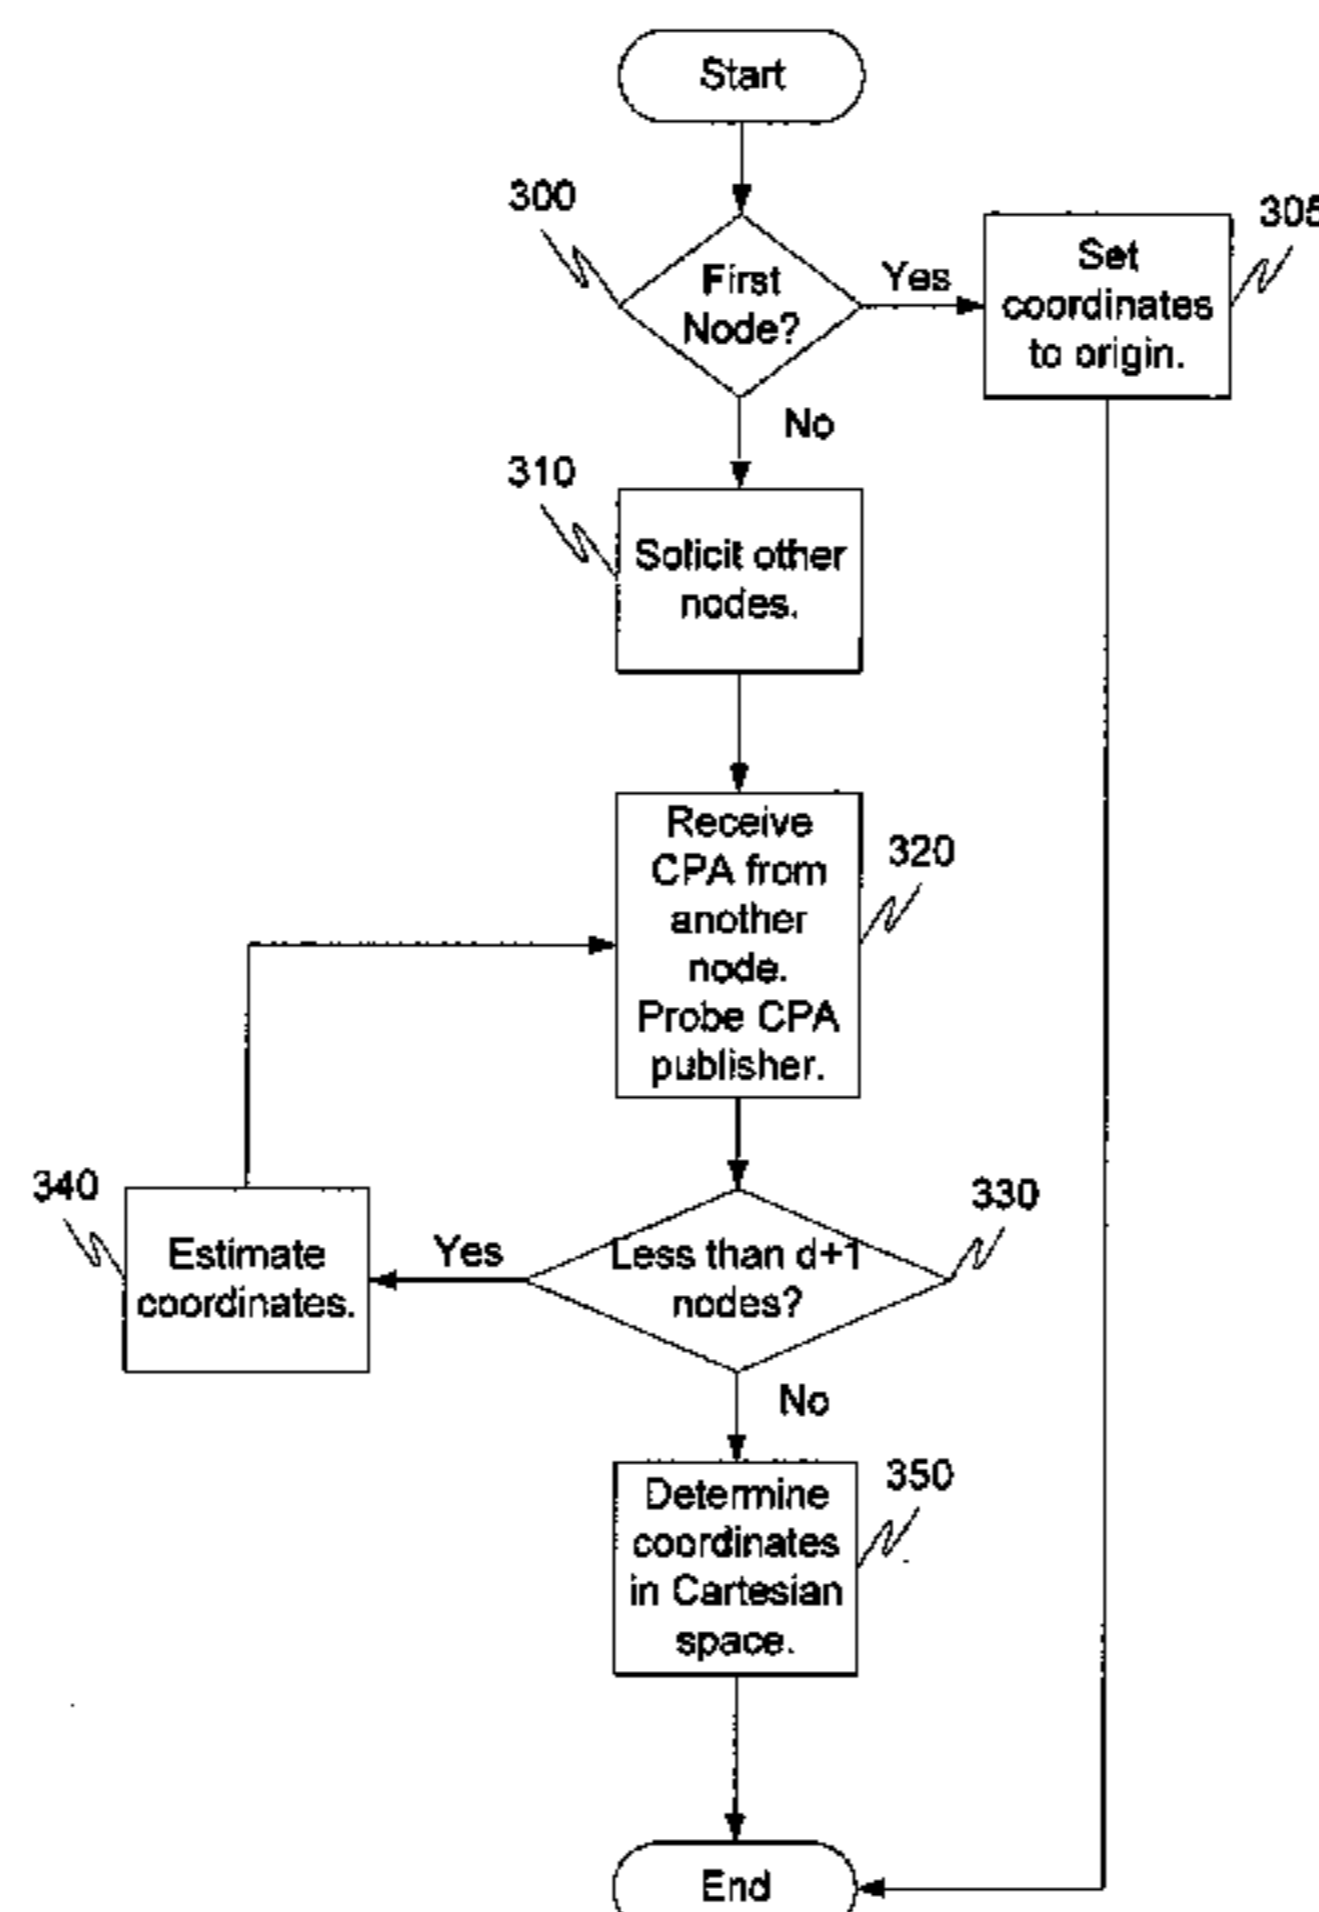 Start
300
First
Node?
Yes
Set
coordinates
to origin.
305
No
310
Solicit other
nodes.
Receive
CPA from
another
node.
Probe CPA
publisher.
320
340
Estimate
coordinates.
Yes
Less than d+1
nodes?
330
No
Determine
coordinates
in Cartesian
space.
350
End